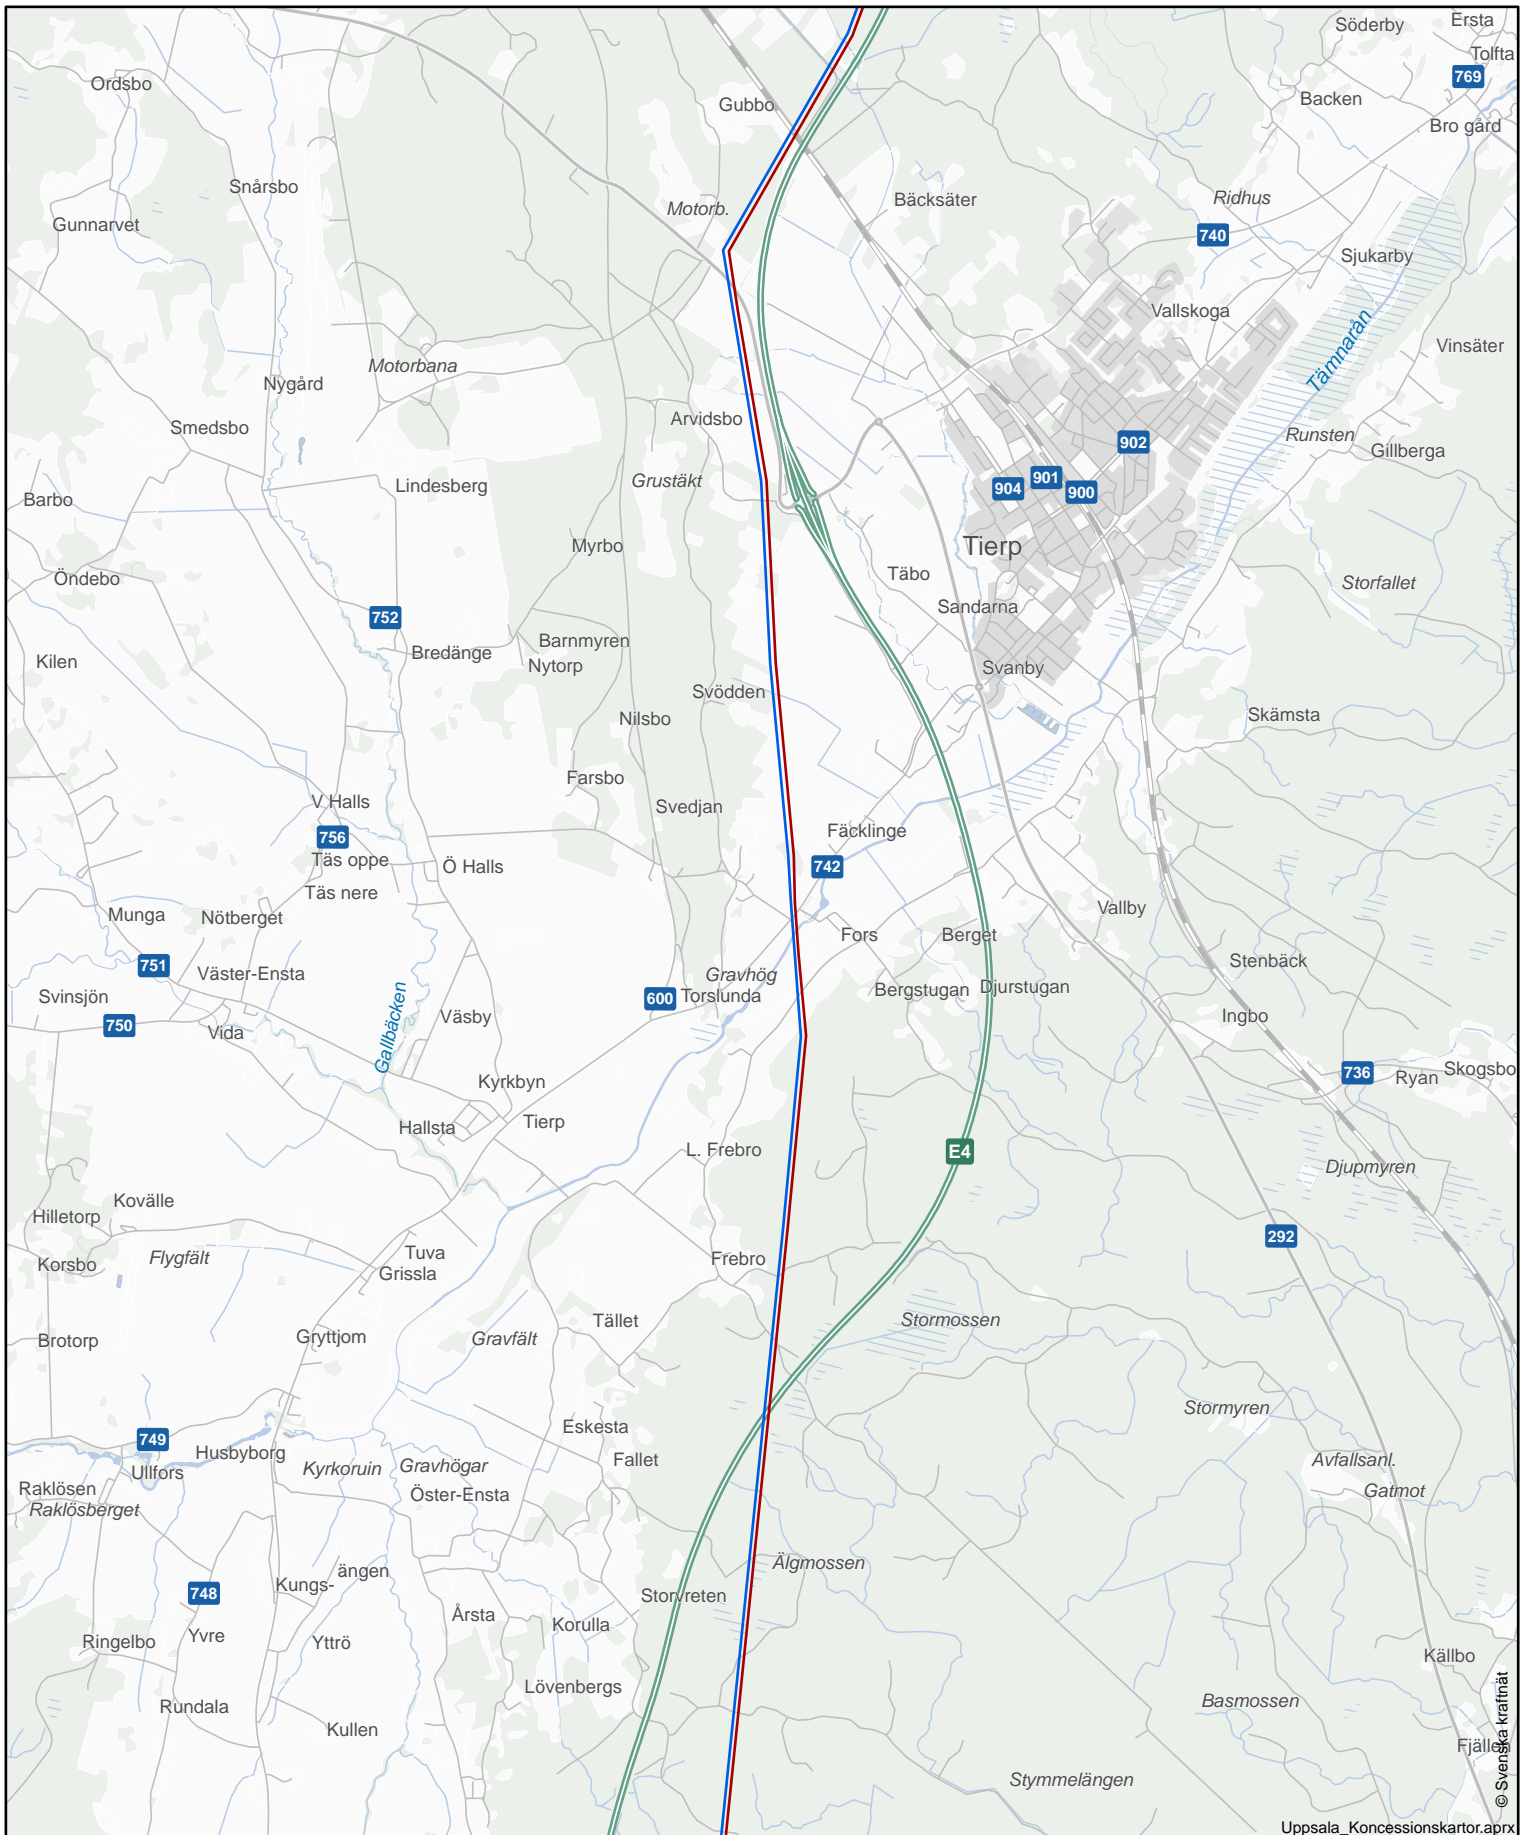 Ersta
Söderby
Tolfta
769
Ordsbo
Backen
Gubbo
Bro gård
Snårsbo
Ridhus
Bäcksäter
Motorb.
Gunnarvet
740
Sjukarby
Vallskoga
Tämnarån
Vinsäter
Motorbana
Nygård
Arvidsbo
Smedsbo
Runsten
902
Gillberga
Grustäkt
901
Lindesberg
904
900
Barbo
Myrbo
Tierp
Täbo
Öndebo
Storfallet
Sandarna
752
Barnmyren
Bredänge
Kilen
Nytorp
Svanby
Svödden
Skämsta
Nilsbo
Farsbo
V Halls
Svedjan
Fäcklinge
756
Täs oppe
Ö Halls
742
Täs nere
Vallby
Munga
Nötberget
Fors
Berget
Stenbäck
751
Väster-Ensta
Gravhög
Djurstugan
Bergstugan
Svinsjön
600
Torslunda
Gallbäcken
Väsby
Ingbo
750
Vida
Skogsbo
736
Ryan
Kyrkbyn
Tierp
Hallsta
L. Frebro
E4
Djupmyren
Kovälle
Hilletorp
292
Tuva
Flygfält
Frebro
Korsbo
Grissla
Tället
Stormossen
Gryttjom
Gravfält
Brotorp
Stormyren
Eskesta
749
Husbyborg
Fallet
Avfallsanl.
Kyrkoruin
Gravhögar
Ullfors
Raklösen
Gatmot
Öster-Ensta
Raklösberget
Älgmossen
ängen
Kungs-
748
Storvreten
Årsta
Korulla
Yvre
Ringelbo
Yttrö
Källbo
Lövenbergs
Basmossen
Rundala
Kullen
Fjällen
© Svenska kraftnät
Stymmelängen
Uppsala_Koncessionskartor.aprx